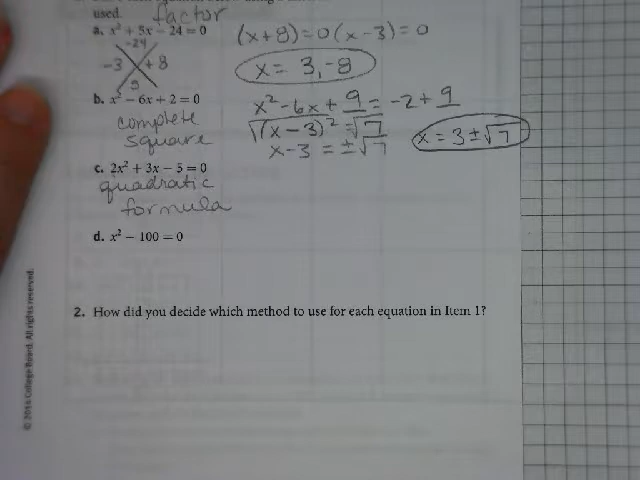 used. factor
a. x² + 5x − 24 = 0
(x+8)=0(x−3)=0
-24
-3 +8
9
x = 3, -8
b. x² − 6x + 2 = 0
x² - 6x + 9 = -2 + 9
complete
√(x-3)² = √7
square
x-3 = ±√7
x = 3 ± √7
c. 2x² + 3x − 5 = 0
quadratic
formula
d. x² − 100 = 0
2. How did you decide which method to use for each equation in Item 1?
© 2014 College Board. All rights reserved.